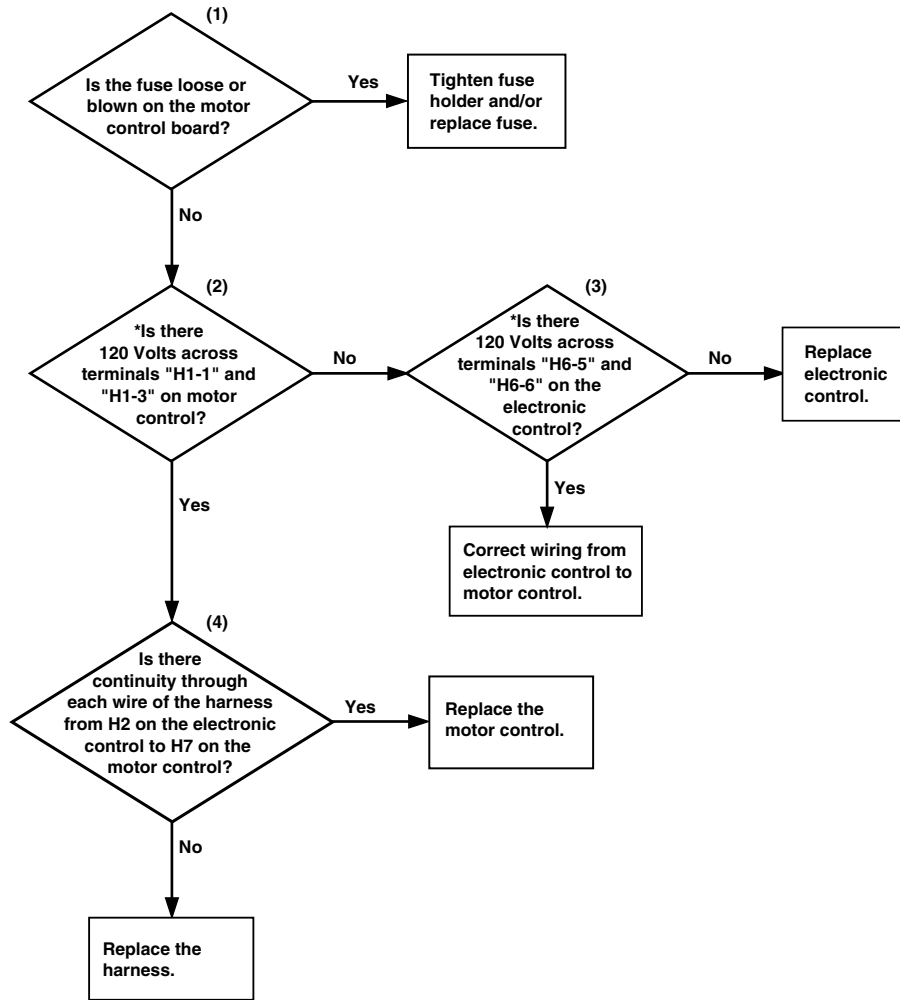 (1)
Is the fuse loose or
blown on the motor
control board?
Yes
Tighten fuse
holder and/or
replace fuse.
No
(2)
*Is there
120 Volts across
terminals "H1-1" and
"H1-3" on motor
control?
No
(3)
*Is there
120 Volts across
terminals "H6-5" and
"H6-6" on the
electronic
control?
No
Replace
electronic
control.
Yes
Yes
Correct wiring from
electronic control to
motor control.
(4)
Is there
continuity through
each wire of the harness
from H2 on the electronic
control to H7 on the
motor control?
Yes
Replace the
motor control.
No
Replace the
harness.